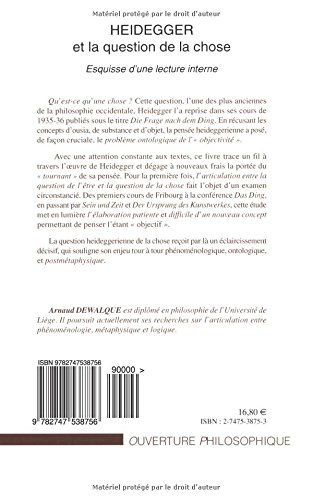 Matériel protégé par le droit d'auteur
HEIDEGGER
et la question de la chose
Esquisse d'une lecture interne
Qu'est-ce qu'une chose ? Cette question, l'une des plus anciennes
de la philosophie occidentale, Heidegger l'a reprise dans ses cours de
1935-36 publiés sous le titre Die Frage nach dem Ding. En récusant les
concepts d'ousia, de substance et d'objet, la pensée heideggerienne a posé,
de façon cruciale, le problème ontologique de l'« objectivité ».
Avec une attention constante aux textes, ce livre trace un fil à
travers l'œuvre de Heidegger et dégage à nouveaux frais la portée du
« tournant » de sa pensée. Pour la première fois, l'articulation entre la
question de l'être et la question de la chose fait l'objet d'un examen
circonstancié. Des premiers cours de Fribourg à la conférence Das Ding,
en passant par Sein und Zeit et Der Ursprung des Kunstwerkes, cette étude
met en lumière l'élaboration patiente et difficile d'un nouveau concept
permettant de penser l'étant « objectif ».
La question heideggerienne de la chose reçoit par là un éclaircissement
décisif, qui souligne son enjeu tour à tour phénoménologique, ontologique,
et postmétaphysique.
Arnaud DEWALQUE est diplômé en philosophie de l'Université de
Liège. Il poursuit actuellement ses recherches sur l'articulation entre
phénoménologie, métaphysique et logique.
ISBN 9782747538756
90000 >
9 782747 538756
16,80 €
ISBN : 2-7475-3875-3
OUVERTURE PHILOSOPHIQUE
Matériel protégé par le droit d'auteur